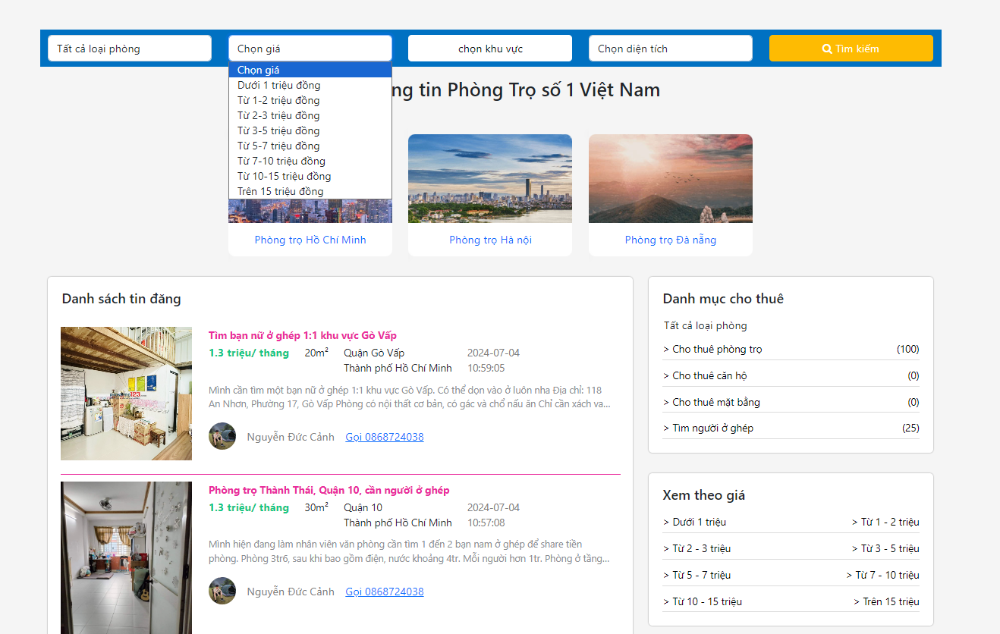 Tất cả loại phòng
Chọn giá
chọn khu vực
Chọn diện tích
Tìm kiếm
Chọn giá
Dưới 1 triệu đồng
Từ 1-2 triệu đồng
Từ 2-3 triệu đồng
Từ 3-5 triệu đồng
Từ 5-7 triệu đồng
Từ 7-10 triệu đồng
Từ 10-15 triệu đồng
Trên 15 triệu đồng
ng tin Phòng Trọ số 1 Việt Nam
Phòng trọ Hồ Chí Minh
Phòng trọ Hà nội
Phòng trọ Đà nẵng
Danh sách tin đăng
Tìm bạn nữ ở ghép 1:1 khu vực Gò Vấp
1.3 triệu/ tháng 20m² Quận Gò Vấp 2024-07-04
Thành phố Hồ Chí Minh 10:59:05
Mình cần tìm một bạn nữ ở ghép 1:1 khu vực Gò Vấp. Có thể dọn vào ở luôn nha Địa chỉ: 118
An Nhơn, Phường 17, Gò Vấp Phòng có nội thất cơ bản, có gác và chổ nấu ăn Chỉ cần xách va...
Nguyễn Đức Cảnh Gọi 0868724038
Phòng trọ Thành Thái, Quận 10, cần người ở ghép
1.3 triệu/ tháng 30m² Quận 10 2024-07-04
Thành phố Hồ Chí Minh 10:57:08
Mình hiện đang làm nhân viên văn phòng cần tìm 1 đến 2 bạn nam ở ghép để share tiền
phòng. Phòng 3tr6, sau khi bao gồm điện, nước khoảng 4tr. Mỗi người hơn 1tr. Phòng ở tầng...
Nguyễn Đức Cảnh Gọi 0868724038
Danh mục cho thuê
Tất cả loại phòng
> Cho thuê phòng trọ (100)
> Cho thuê căn hộ (0)
> Cho thuê mặt bằng (0)
> Tìm người ở ghép (25)
Xem theo giá
> Dưới 1 triệu > Từ 1 - 2 triệu
> Từ 2 - 3 triệu > Từ 3 - 5 triệu
> Từ 5 - 7 triệu > Từ 7 - 10 triệu
> Từ 10 - 15 triệu > Trên 15 triệu